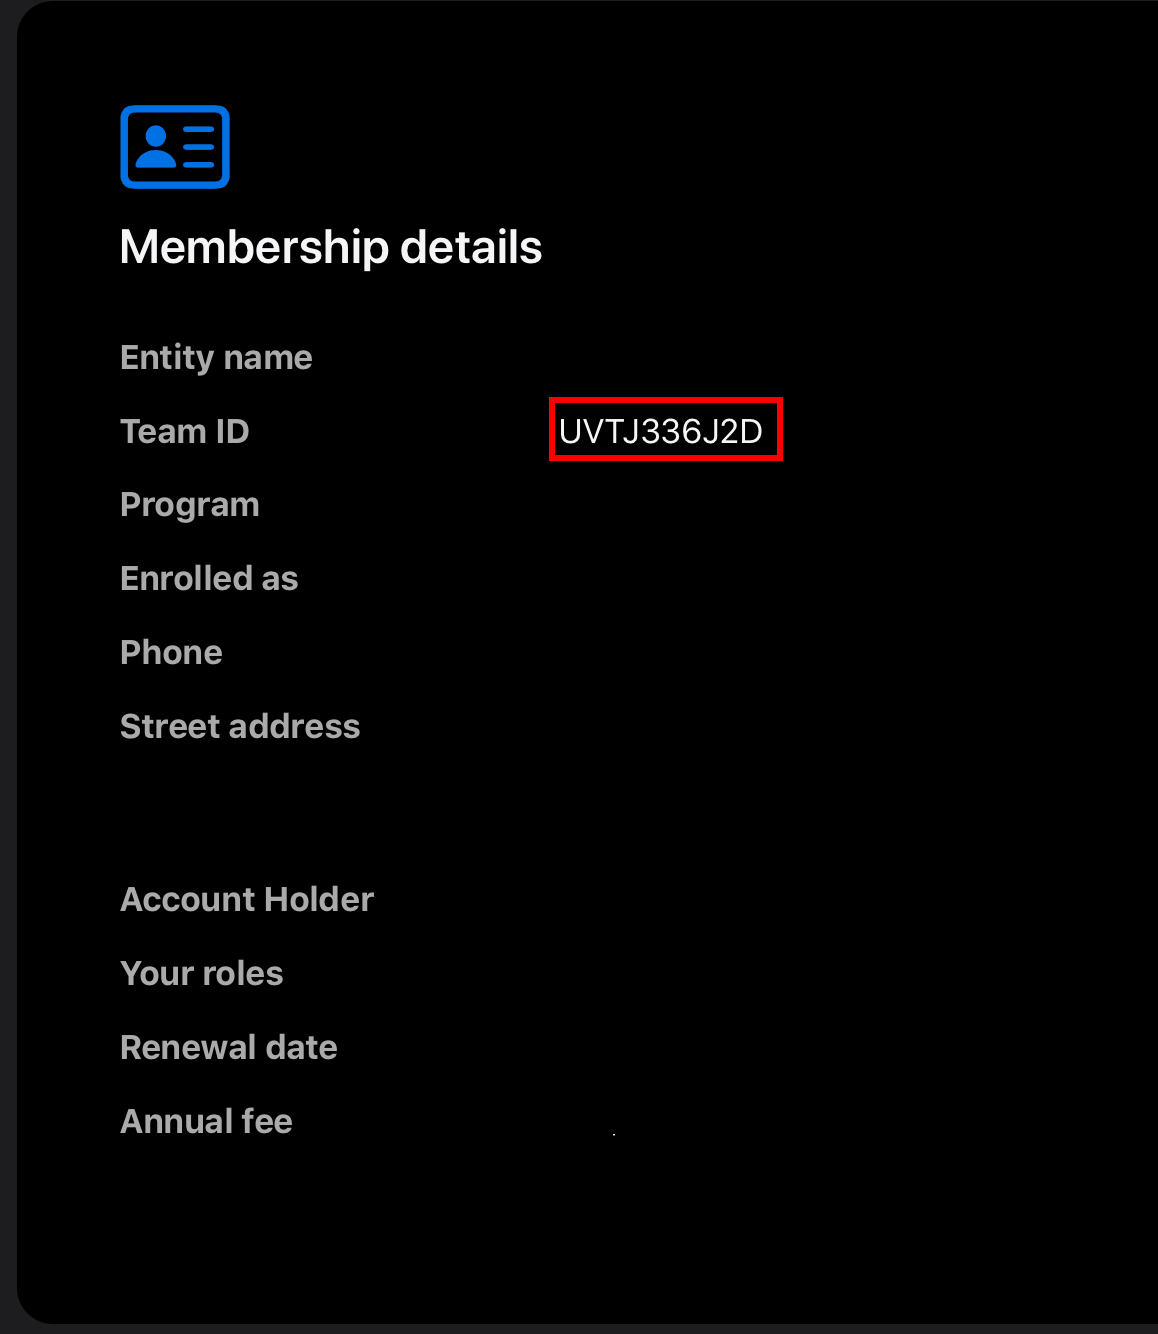 Membership details
Entity name
Team ID UVTJ336J2D
Program
Enrolled as
Phone
Street address
Account Holder
Your roles
Renewal date
Annual fee